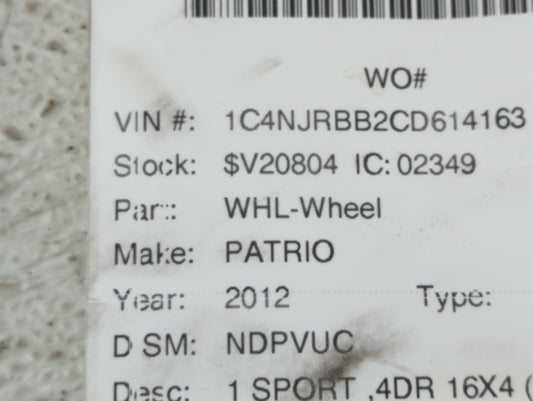 WO#
VIN #: 1C4NJRBB2CD614163
Stock: $V20804 IC: 02349
Part: WHL-Wheel
Make: PATRIO
Year: 2012 Type:
DISM: NDPVUC
Desc: 1 SPORT ,4DR 16X4 (